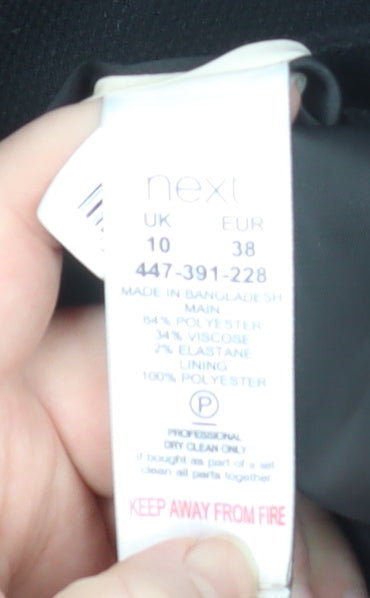 next
UK EUR
10 38
447-391-228
MADE IN BANGLADESH
MAIN
64% POLYESTER
34% VISCOSE
2% ELASTANE
LINING
100% POLYESTER
P
PROFESSIONAL
DRY CLEAN ONLY
if bought as part of a set
clean all parts together
KEEP AWAY FROM FIRE